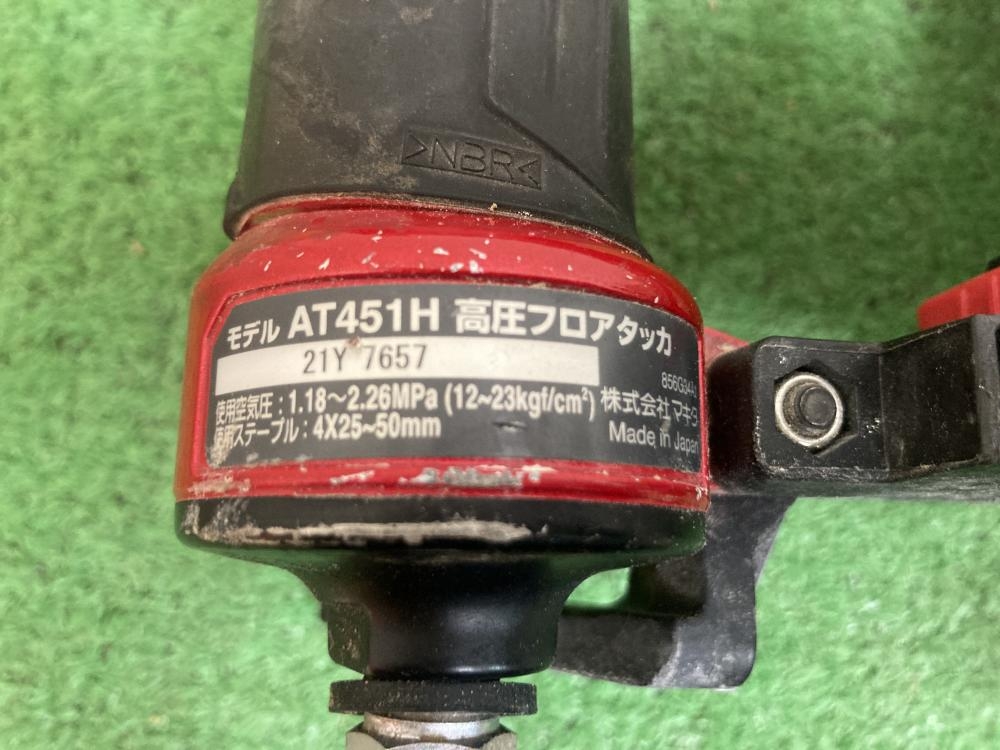 >NBR<
モデル AT451H 高圧フロアタッカ
21Y 7657
856G34A1
使用空気圧：1.18～2.26MPa (12~23kgf/cm²) 株式会社マキタ
使用ステープル：4X25~50mm
Made in Japan